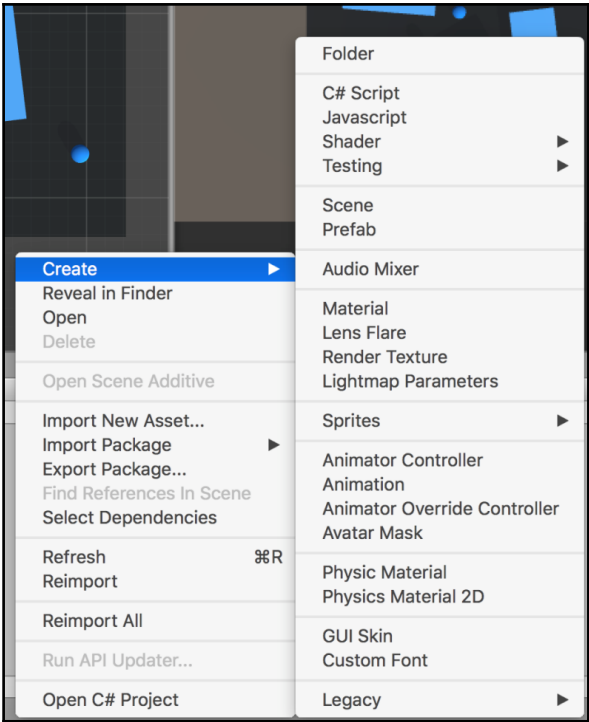 Folder
C# Script
Javascript
Shader
Testing
Scene
Prefab
Audio Mixer
Material
Lens Flare
Render Texture
Lightmap Parameters
Sprites
Animator Controller
Animation
Animator Override Controller
Avatar Mask
Physic Material
Physics Material 2D
GUI Skin
Custom Font
Legacy
Create
Reveal in Finder
Open
Delete
Open Scene Additive
Import New Asset...
Import Package
Export Package...
Find References In Scene
Select Dependencies
Refresh ⌘R
Reimport
Reimport All
Run API Updater...
Open C# Project